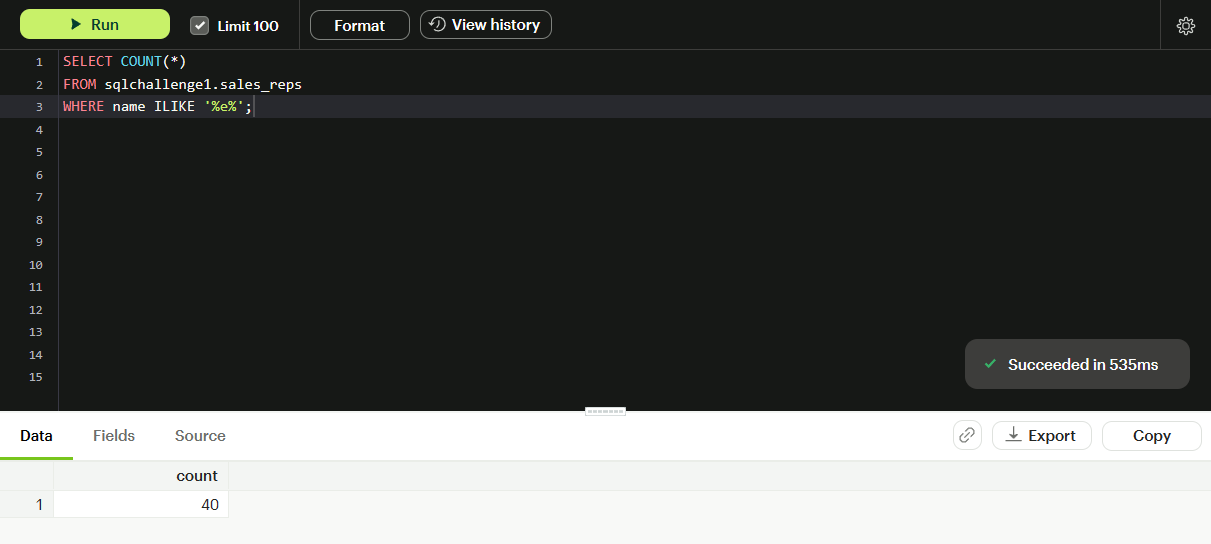 Run
Limit 100
Format
View history
1 SELECT COUNT(*)
2 FROM sqlchallenge1.sales_reps
3 WHERE name ILIKE '%e%';
4
5
6
7
8
9
10
11
12
13
14
15
Succeeded in 535ms
Data Fields Source Export Copy
count
1 40